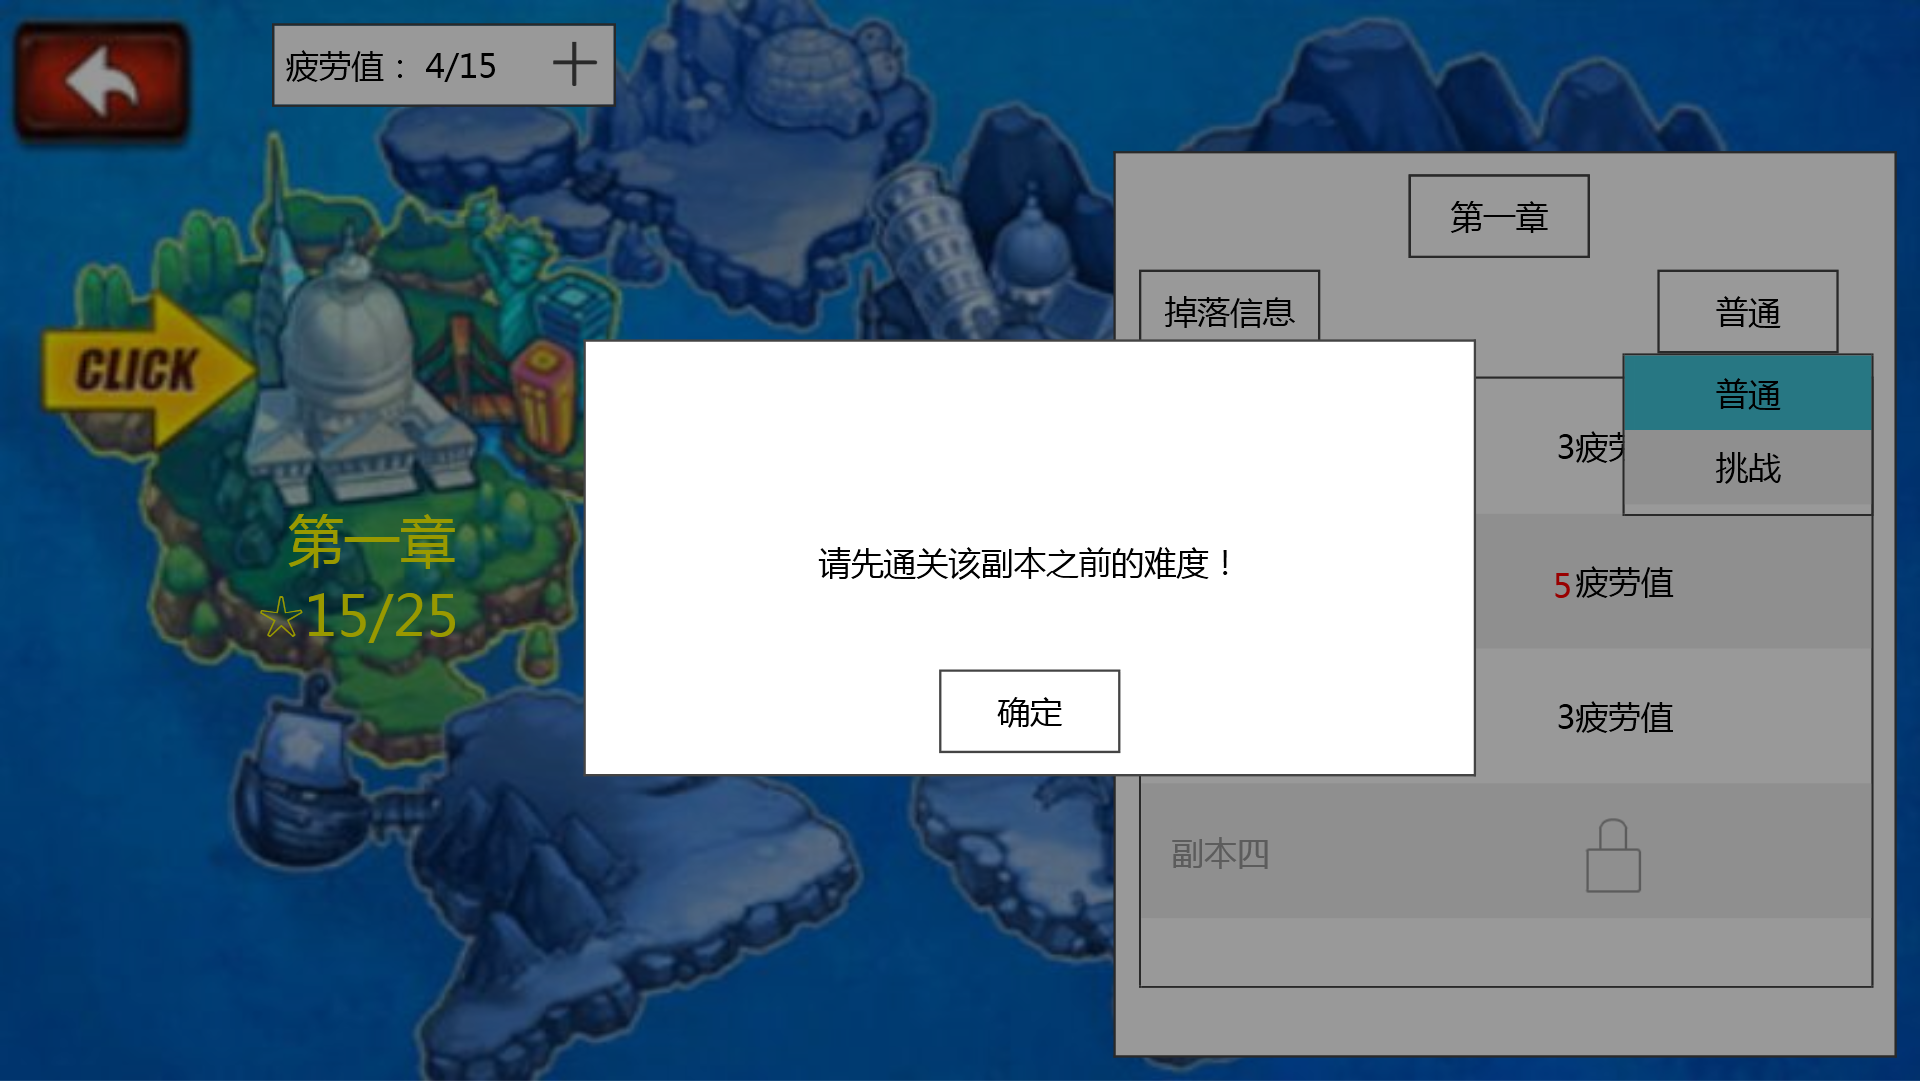 疲劳值： 4/15
第一章
掉落信息
普通
普通
挑战
CLICK
3疲劳
第一章
☆15/25
请先通关该副本之前的难度！
5疲劳值
确定
3疲劳值
副本四